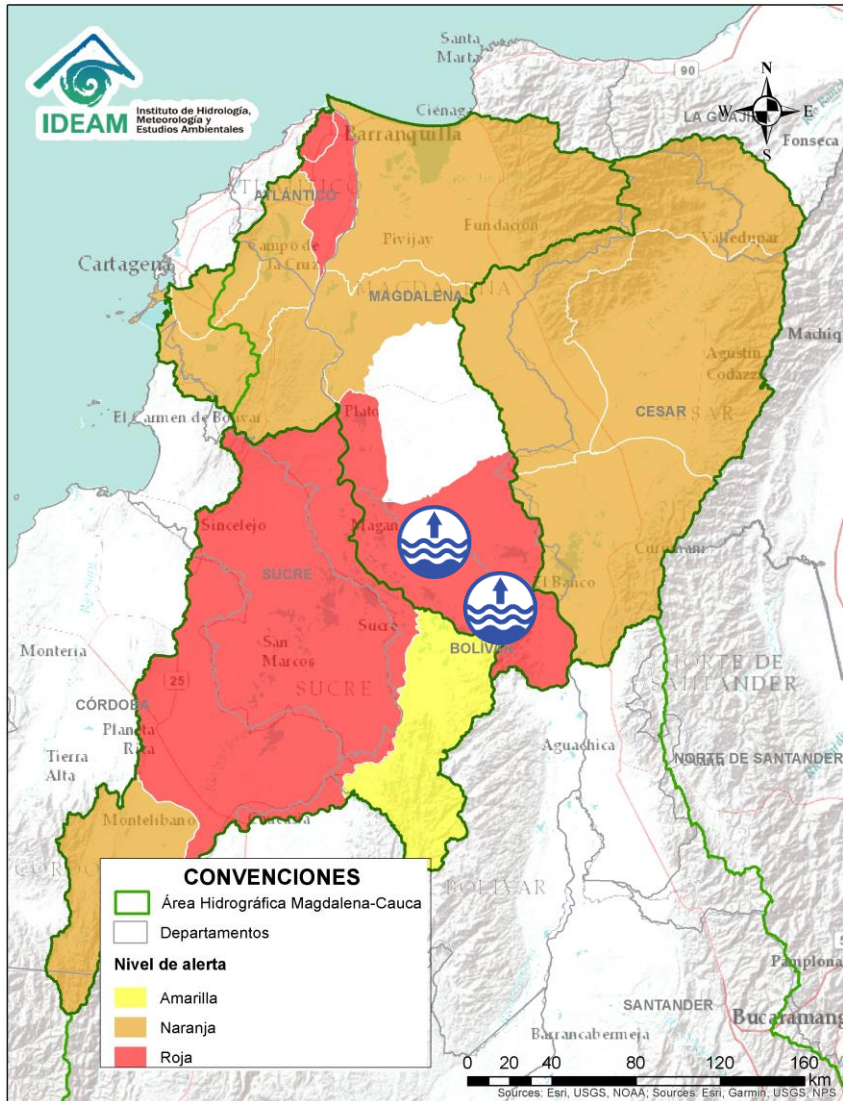 IDEAM
Instituto de Hidrología,
Meteorología y
Estudios Ambientales
Santa
Marta
90
N
W
E
S
Ciénaga
LA GUAJI
Fonseca
Barranquilla
ATLÁNTICO
Fundación
Valledupar
Pivijay
Campo de
la Cruz
Cartagena
MAGDALENA
Machiq
Agustín
Codazzi
CESAR
El Carmen de Bolívar
Plato
Sincelejo
Magan
Curumani
SUCRE
El Banco
Sucre
Montería
San
Marcos
BOLÍVAR
SUCRE
NORTE DE
SANTANDER
25
CÓRDOBA
Planeta
Rica
Aguachica
Tierra
Alta
NORTE DE SANTANDER
Montelíbano
BOLÍVAR
CONVENCIONES
Área Hidrográfica Magdalena-Cauca
Departamentos
Nivel de alerta
Amarilla
Naranja
Roja
Pamplona
SANTANDER
Bucaramang
Barrancabermeja
0 20 40 80 120 160
km
Sources: Esri, USGS, NOAA; Sources: Esri, Garmin, USGS, NPS